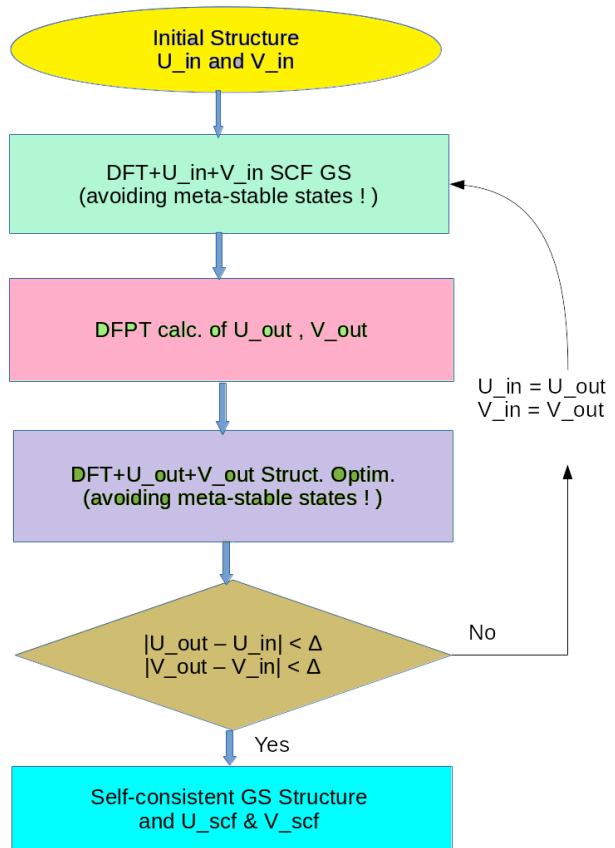 Initial Structure
U_in and V_in
DFT+U_in+V_in SCF GS
(avoiding meta-stable states ! )
DFPT calc. of U_out , V_out
U_in = U_out
V_in = V_out
DFT+U_out+V_out Struct. Optim.
(avoiding meta-stable states ! )
|U_out – U_in| < Δ
|V_out – V_in| < Δ
No
Yes
Self-consistent GS Structure
and U_scf & V_scf